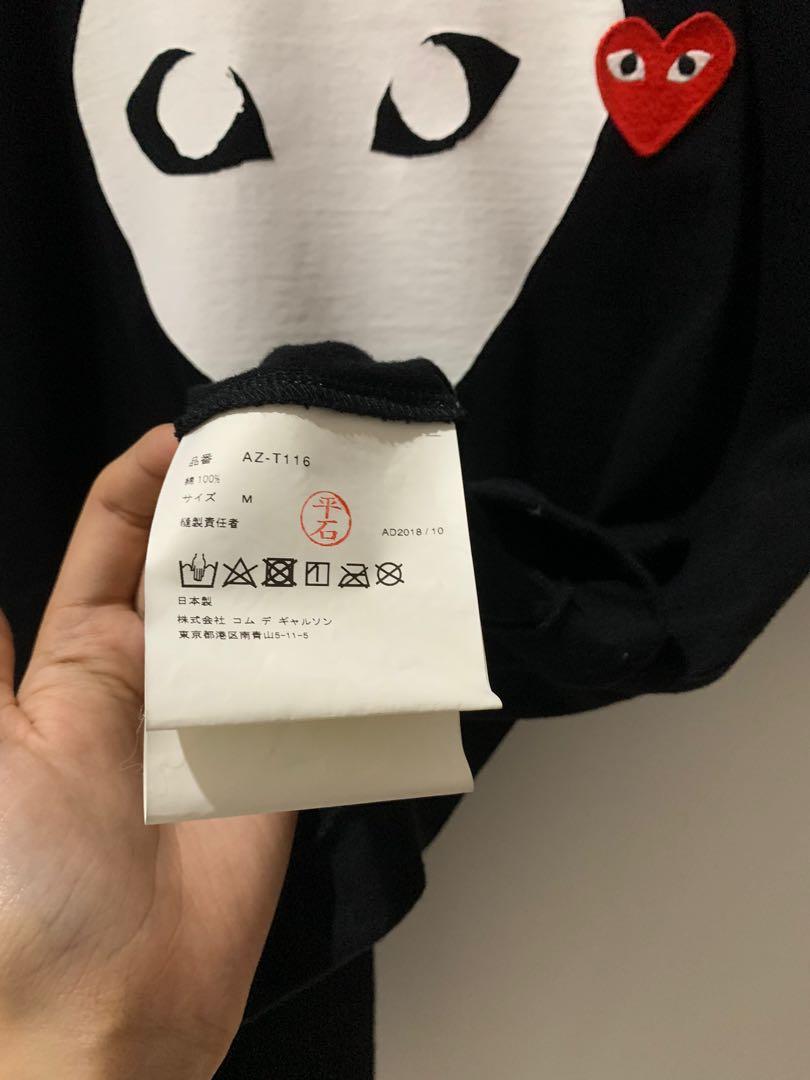 品番 AZ-T116
綿 100%
サイズ M
縫製責任者 平石 AD2018/10
日本製
株式会社 コム デ ギャルソン
東京都港区南青山5-11-5